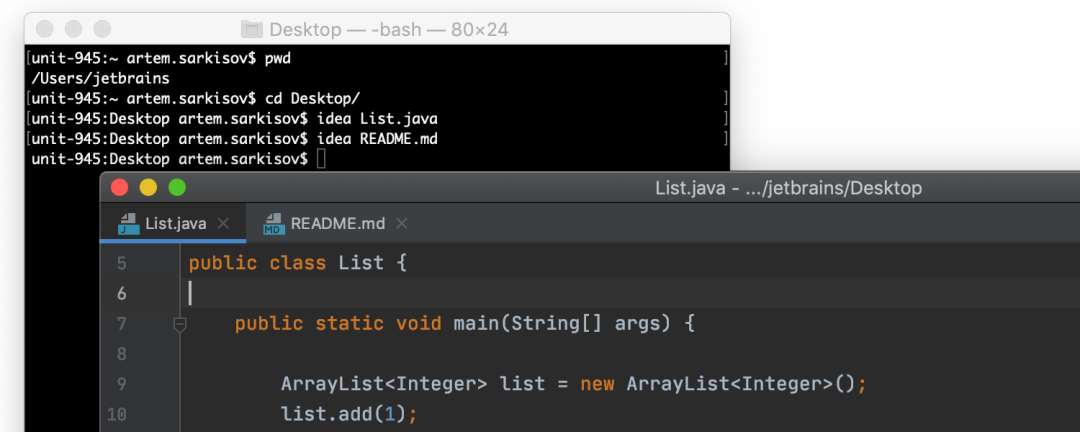 Desktop — -bash — 80×24
[unit-945:~ artem.sarkisov$ pwd ]
/Users/jetbrains
[unit-945:~ artem.sarkisov$ cd Desktop/ ]
[unit-945:Desktop artem.sarkisov$ idea List.java ]
[unit-945:Desktop artem.sarkisov$ idea README.md ]
unit-945:Desktop artem.sarkisov$
List.java - .../jetbrains/Desktop
J List.java × MD README.md ×
5 public class List {
6
7 public static void main(String[] args) {
8
9 ArrayList<Integer> list = new ArrayList<Integer>();
10 list.add(1);